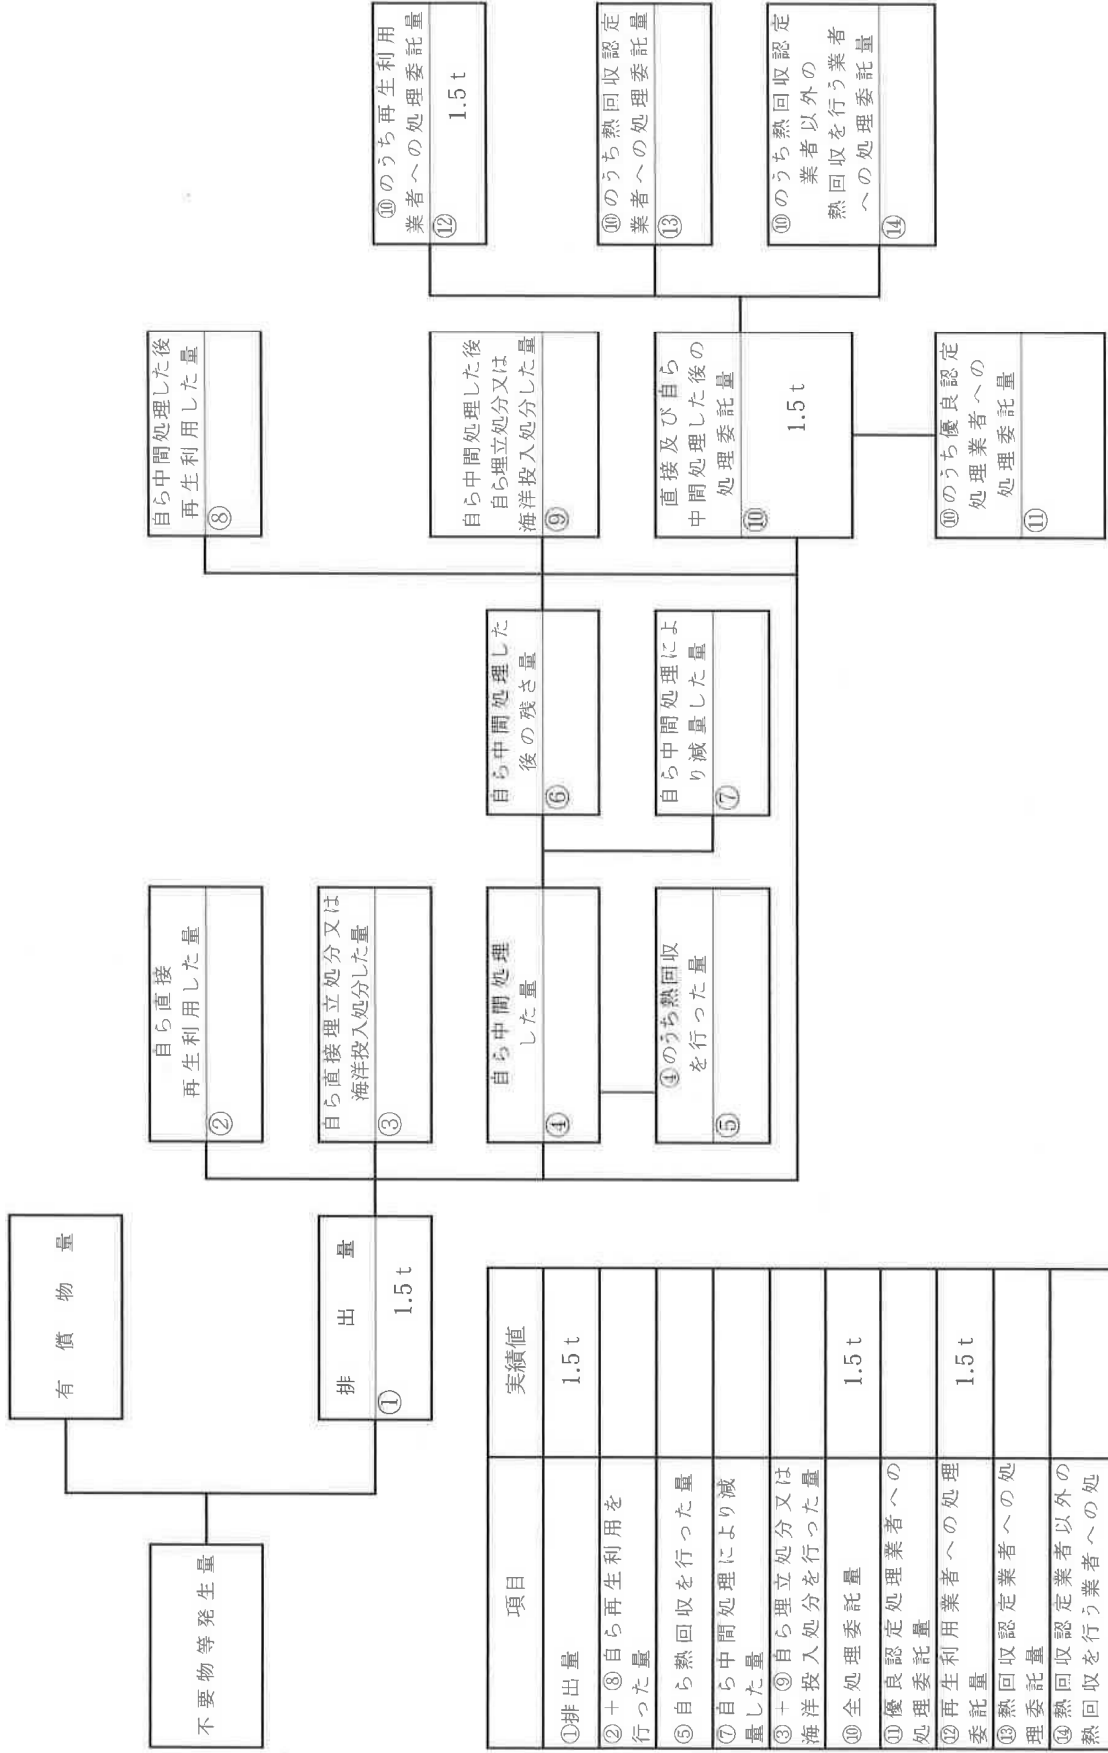 不要物等発生量
有償物量
排出量
①
1.5t
自ら直接
再生利用した量
②
自ら直接埋立処分又は
海洋投入処分した量
③
自ら中間処理
した量
④
④のうち熱回収
を行った量
⑤
自ら中間処理した
後の残さ量
⑥
自ら中間処理によ
り減量した量
⑦
自ら中間処理した後
再生利用した量
⑧
自ら中間処理した後
自ら埋立処分又は
海洋投入処分した量
⑨
直接及び自ら
中間処理した後の
処理委託量
⑩
1.5t
⑩のうち優良認定
処理業者への
処理委託量
⑪
⑩のうち再生利用
業者への処理委託量
⑫
1.5t
⑩のうち熱回収認定
業者への処理委託量
⑬
⑩のうち熱回収認定
業者以外の
熱回収を行う業者
への処理委託量
⑭
項目 実績値
①排出量 1.5t
②+⑧自ら再生利用を
行った量
⑤自ら熱回収を行った量
⑦自ら中間処理により減
量した量
③+⑨自ら埋立処分又は
海洋投入処分を行った量
⑩全処理委託量 1.5t
⑪優良認定処理業者への
処理委託量
⑫再生利用業者への処理
委託量 1.5t
⑬熱回収認定業者への処
理委託量
⑭熱回収認定業者以外の
熱回収を行う業者への処